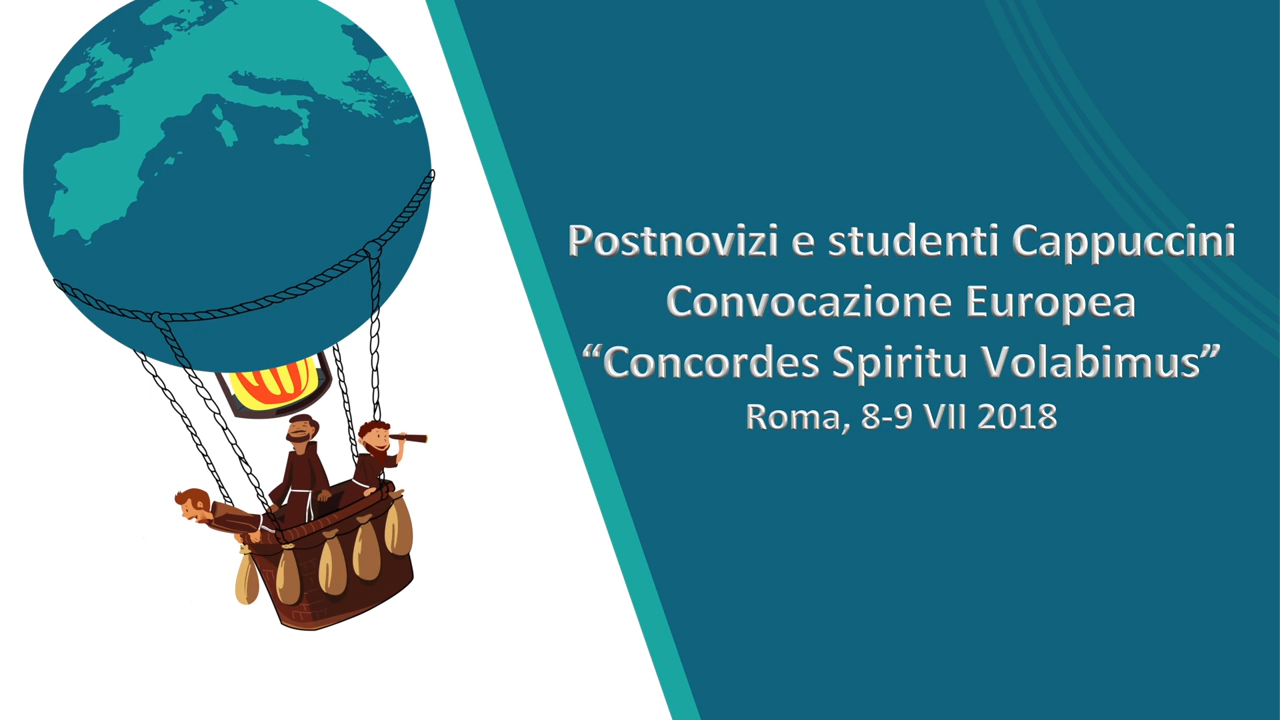 Postnovizi e studenti Cappuccini
Convocazione Europea
“Concordes Spiritu Volabimus”
Roma, 8-9 VII 2018